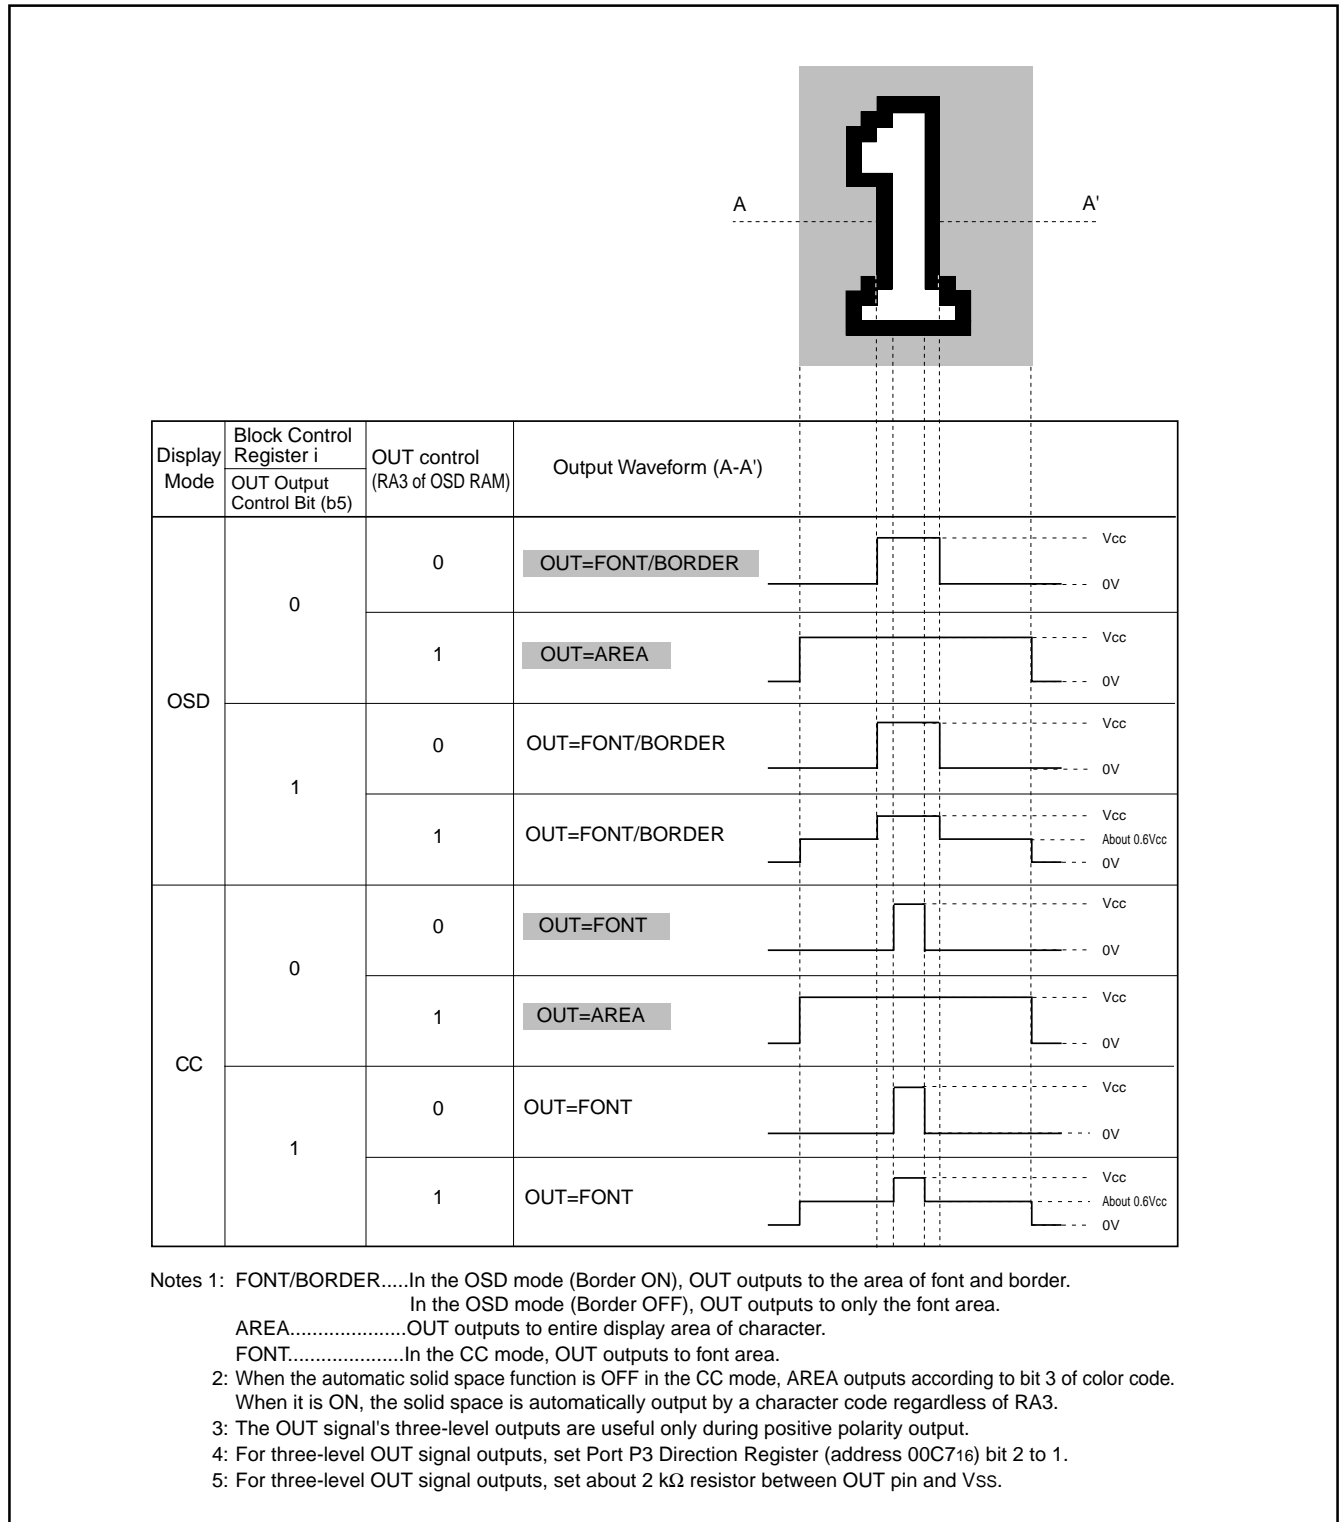 1
A A'
Display Mode
Block Control Register i
OUT Output Control Bit (b5)
OUT control (RA3 of OSD RAM)
Output Waveform (A-A')
OSD
0
0
OUT=FONT/BORDER
Vcc
0V
1
OUT=AREA
Vcc
0V
1
0
OUT=FONT/BORDER
Vcc
0V
1
OUT=FONT/BORDER
Vcc
About 0.6Vcc
0V
CC
0
0
OUT=FONT
Vcc
0V
1
OUT=AREA
Vcc
0V
1
0
OUT=FONT
Vcc
0V
1
OUT=FONT
Vcc
About 0.6Vcc
0V
Notes 1: FONT/BORDER.....In the OSD mode (Border ON), OUT outputs to the area of font and border.
In the OSD mode (Border OFF), OUT outputs to only the font area.
AREA.....................OUT outputs to entire display area of character.
FONT.....................In the CC mode, OUT outputs to font area.
2: When the automatic solid space function is OFF in the CC mode, AREA outputs according to bit 3 of color code.
When it is ON, the solid space is automatically output by a character code regardless of RA3.
3: The OUT signal's three-level outputs are useful only during positive polarity output.
4: For three-level OUT signal outputs, set Port P3 Direction Register (address 00C716) bit 2 to 1.
5: For three-level OUT signal outputs, set about 2 kΩ resistor between OUT pin and Vss.